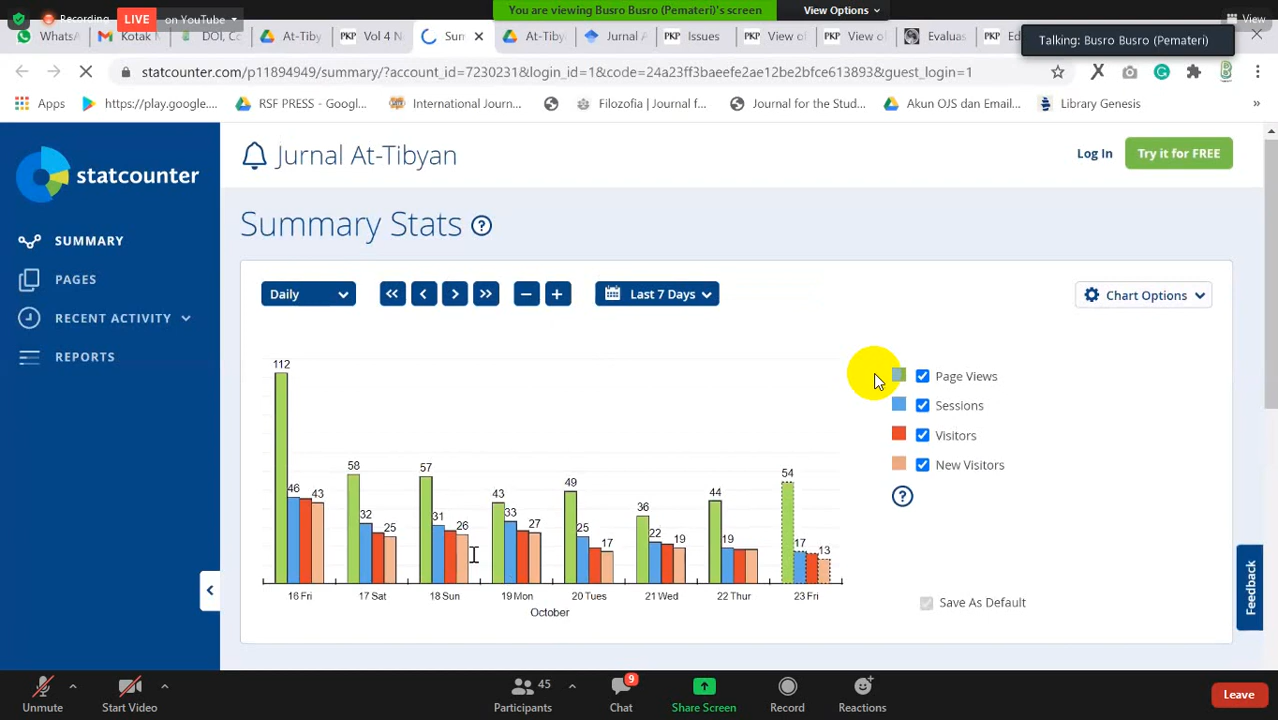 Recording
LIVE on YouTube
You are viewing Busro Busro (Pemateri)'s screen
View Options
View
WhatsA
Kotak
DOI, Co
At-Tiby
Vol 4 N
Sum
At-Tiby
Jurnal A
Issues
View o
View o
Evaluas
Ed
Talking: Busro Busro (Pemateri)
statcounter.com/p11894949/summary/?account_id=7230231&login_id=1&code=24a23ff3baeefe2ae12be2bfce613893&guest_login=1
Apps
https://play.google....
RSF PRESS - Googl...
International Journ...
Filozofia | Journal f...
Journal for the Stud...
Akun OJS dan Email...
Library Genesis
»
statcounter
Jurnal At-Tibyan
Log In
Try it for FREE
SUMMARY
PAGES
RECENT ACTIVITY
REPORTS
Summary Stats ?
Daily
Last 7 Days
Chart Options
112
46
43
58
32
25
57
31
26
43
33
27
49
25
17
36
22
19
44
19
54
17
13
16 Fri
17 Sat
18 Sun
19 Mon
20 Tues
21 Wed
22 Thur
23 Fri
October
Page Views
Sessions
Visitors
New Visitors
?
Save As Default
Feedback
Unmute
Start Video
45
Participants
9
Chat
Share Screen
Record
Reactions
Leave